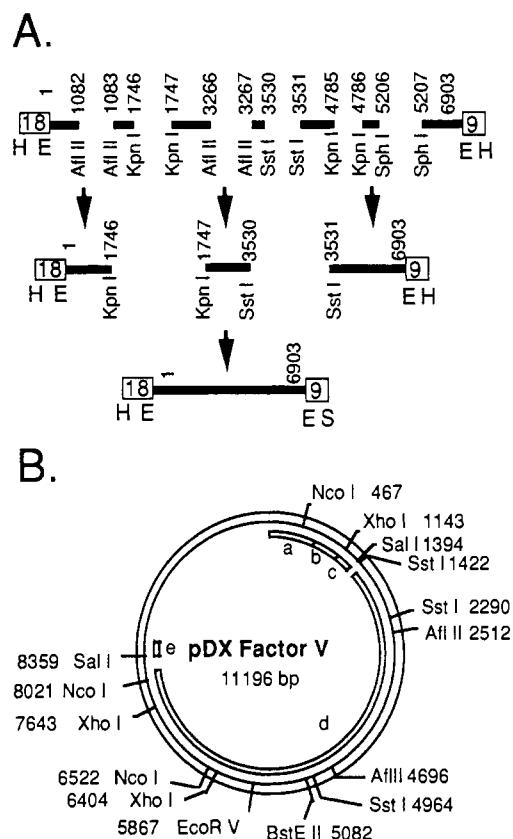 A.
1 1082 1083 1746 1747 3266 3267 3530 3531 4785 4786 5206 5207 6903
18 9
H E Afl II Afl II Kpn I Kpn I Afl II Afl II Sst I Sst I Kpn I Kpn I Sph I Sph I E H
1 1746 1747 3530 3531 6903
18 9
H E Kpn I Kpn I Sst I Sst I E H
1 6903
18 9
H E E S
B.
Nco I 467
Xho I 1143
Sal I 1394
Sst I 1422
a b c
Sst I 2290
Afl II 2512
e pDX Factor V
11196 bp
8359 Sal I
8021 Nco I
7643 Xho I
d
6522 Nco I
6404 Xho I
5867 EcoR V
AflII 4696
Sst I 4964
BstE II 5082